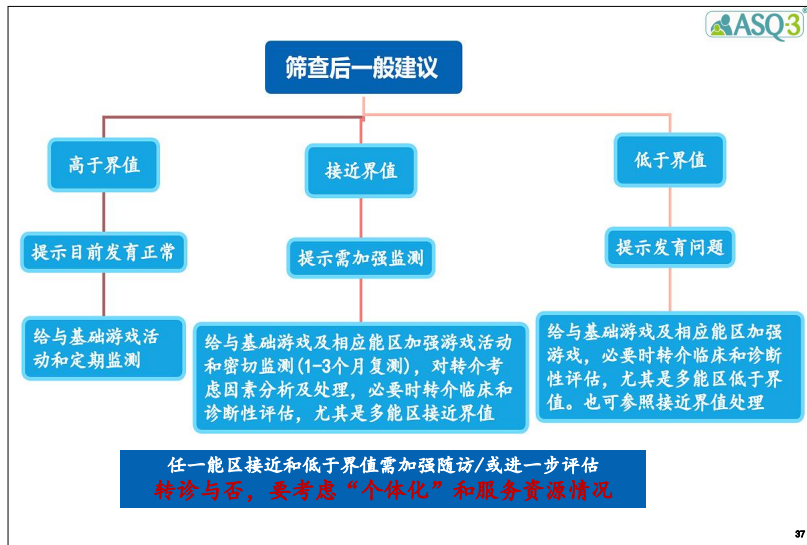 ASQ-3
筛查后一般建议
高于界值
接近界值
低于界值
提示目前发育正常
提示需加强监测
提示发育问题
给与基础游戏活
动和定期监测
给与基础游戏及相应能区加强游戏活动
和密切监测(1-3个月复测)，对转介考
虑因素分析及处理，必要时转介临床和
诊断性评估，尤其是多能区接近界值
给与基础游戏及相应能区加强
游戏，必要时转介临床和诊断
性评估，尤其是多能区低于界
值。也可参照接近界值处理
任一能区接近和低于界值需加强随访/或进一步评估
转诊与否，要考虑“个体化”和服务资源情况
37